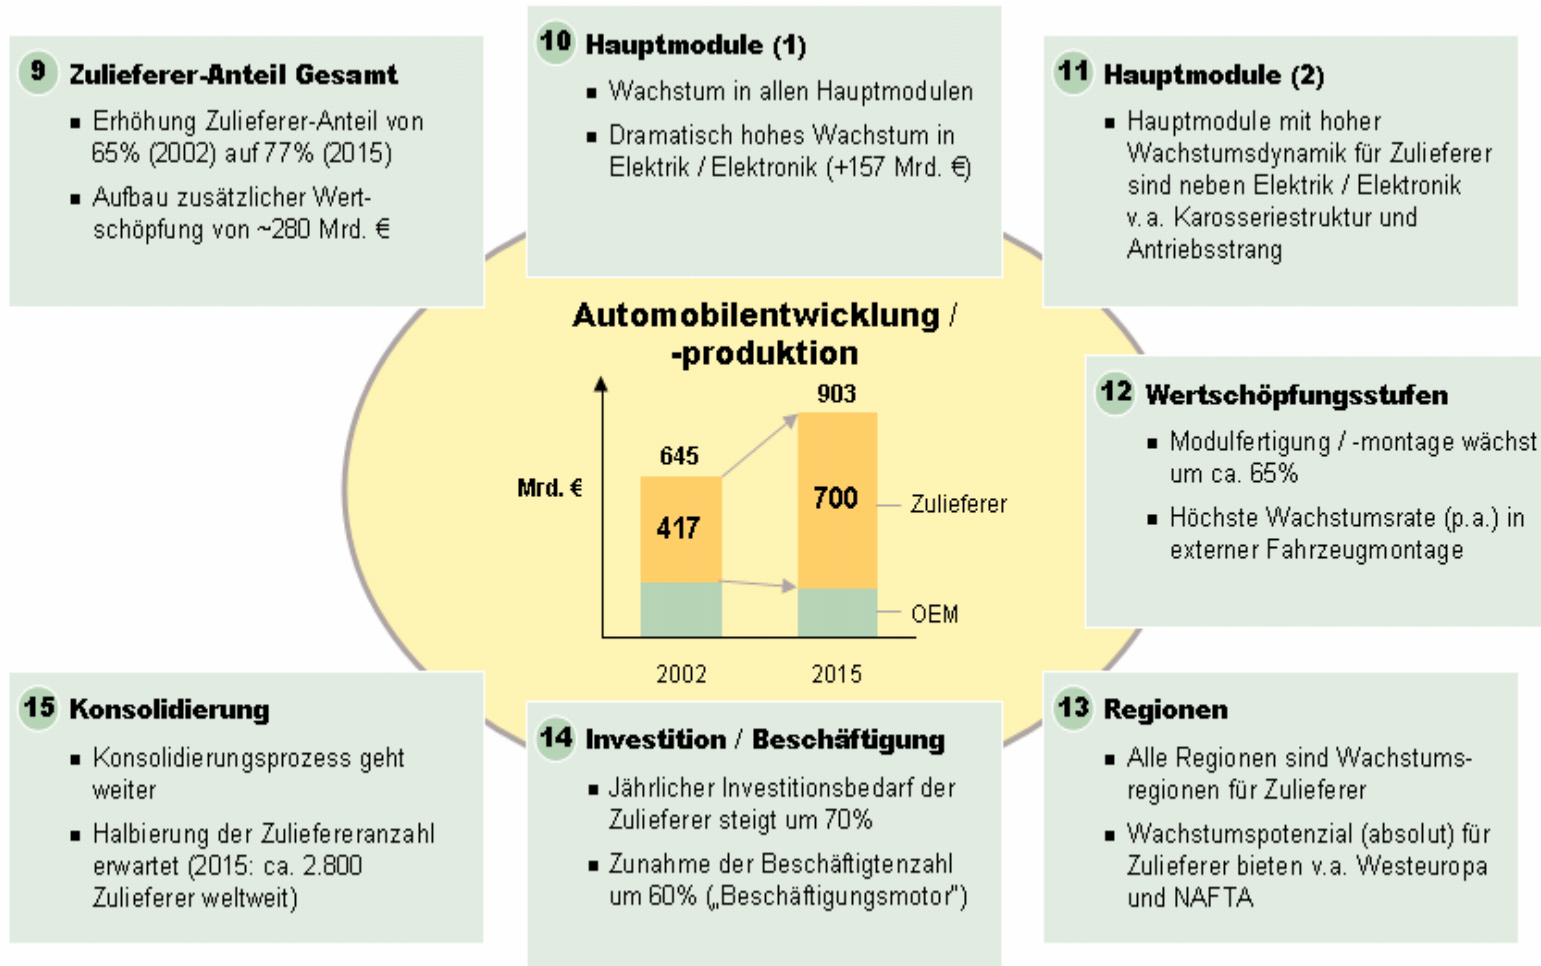 9 Zulieferer-Anteil Gesamt
▪ Erhöhung Zulieferer-Anteil von
65% (2002) auf 77% (2015)
▪ Aufbau zusätzlicher Wert-
schöpfung von ~280 Mrd. €
10 Hauptmodule (1)
▪ Wachstum in allen Hauptmodulen
▪ Dramatisch hohes Wachstum in
Elektrik / Elektronik (+157 Mrd. €)
11 Hauptmodule (2)
▪ Hauptmodule mit hoher
Wachstumsdynamik für Zulieferer
sind neben Elektrik / Elektronik
v.a. Karosseriestruktur und
Antriebsstrang
Automobilentwicklung /
-produktion
903
645
Mrd. €
700
417
Zulieferer
OEM
2002 2015
12 Wertschöpfungsstufen
▪ Modulfertigung / -montage wächst
um ca. 65%
▪ Höchste Wachstumsrate (p.a.) in
externer Fahrzeugmontage
13 Regionen
▪ Alle Regionen sind Wachstums-
regionen für Zulieferer
▪ Wachstumspotenzial (absolut) für
Zulieferer bieten v.a. Westeuropa
und NAFTA
14 Investition / Beschäftigung
▪ Jährlicher Investitionsbedarf der
Zulieferer steigt um 70%
▪ Zunahme der Beschäftigtenzahl
um 60% („Beschäftigungsmotor")
15 Konsolidierung
▪ Konsolidierungsprozess geht
weiter
▪ Halbierung der Zuliefereranzahl
erwartet (2015: ca. 2.800
Zulieferer weltweit)